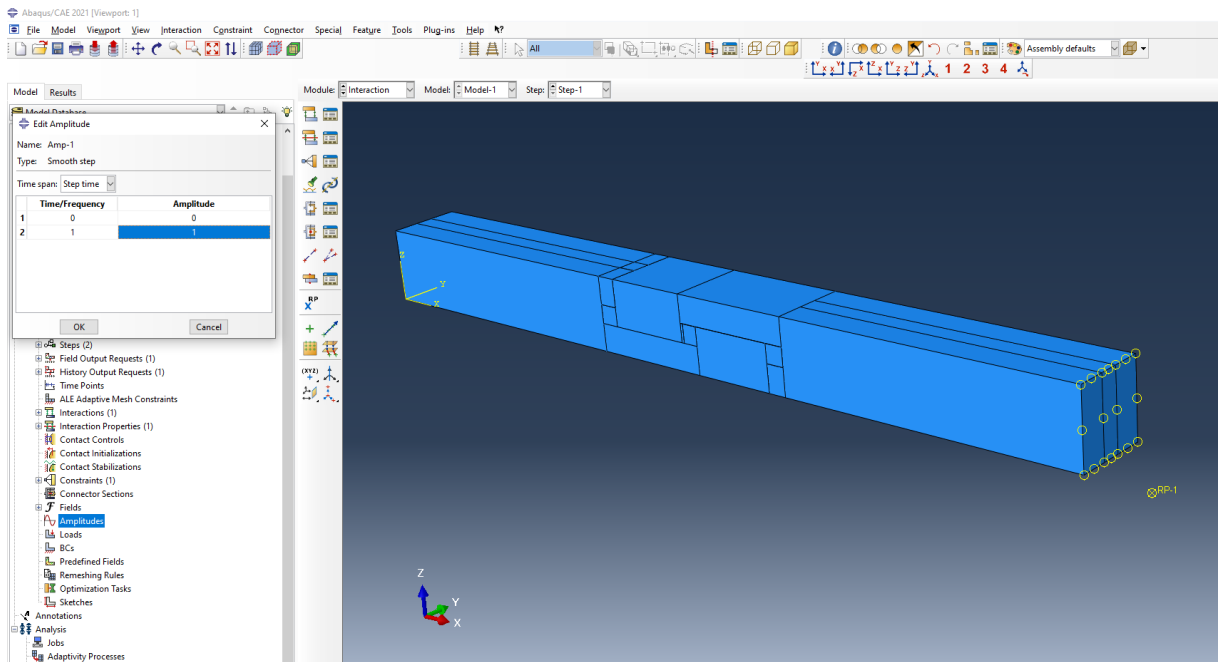 Abaqus/CAE 2021 [Viewport: 1]
File Model Viewport View Interaction Constraint Connector Special Feature Tools Plug-ins Help
All
Assembly defaults
1 2 3 4
Model Results
Module: Interaction Model: Model-1 Step: Step-1
Model Database
Edit Amplitude
Name: Amp-1
Type: Smooth step
Time span: Step time
Time/Frequency Amplitude
1 0 0
2 1 1
OK Cancel
Steps (2)
Field Output Requests (1)
History Output Requests (1)
Time Points
ALE Adaptive Mesh Constraints
Interactions (1)
Interaction Properties (1)
Contact Controls
Contact Initializations
Contact Stabilizations
Constraints (1)
Connector Sections
Fields
Amplitudes
Loads
BCs
Predefined Fields
Remeshing Rules
Optimization Tasks
Sketches
Annotations
Analysis
Jobs
Adaptivity Processes
RP
(XYZ)
Z
Y
X
RP-1
Z
Y
X